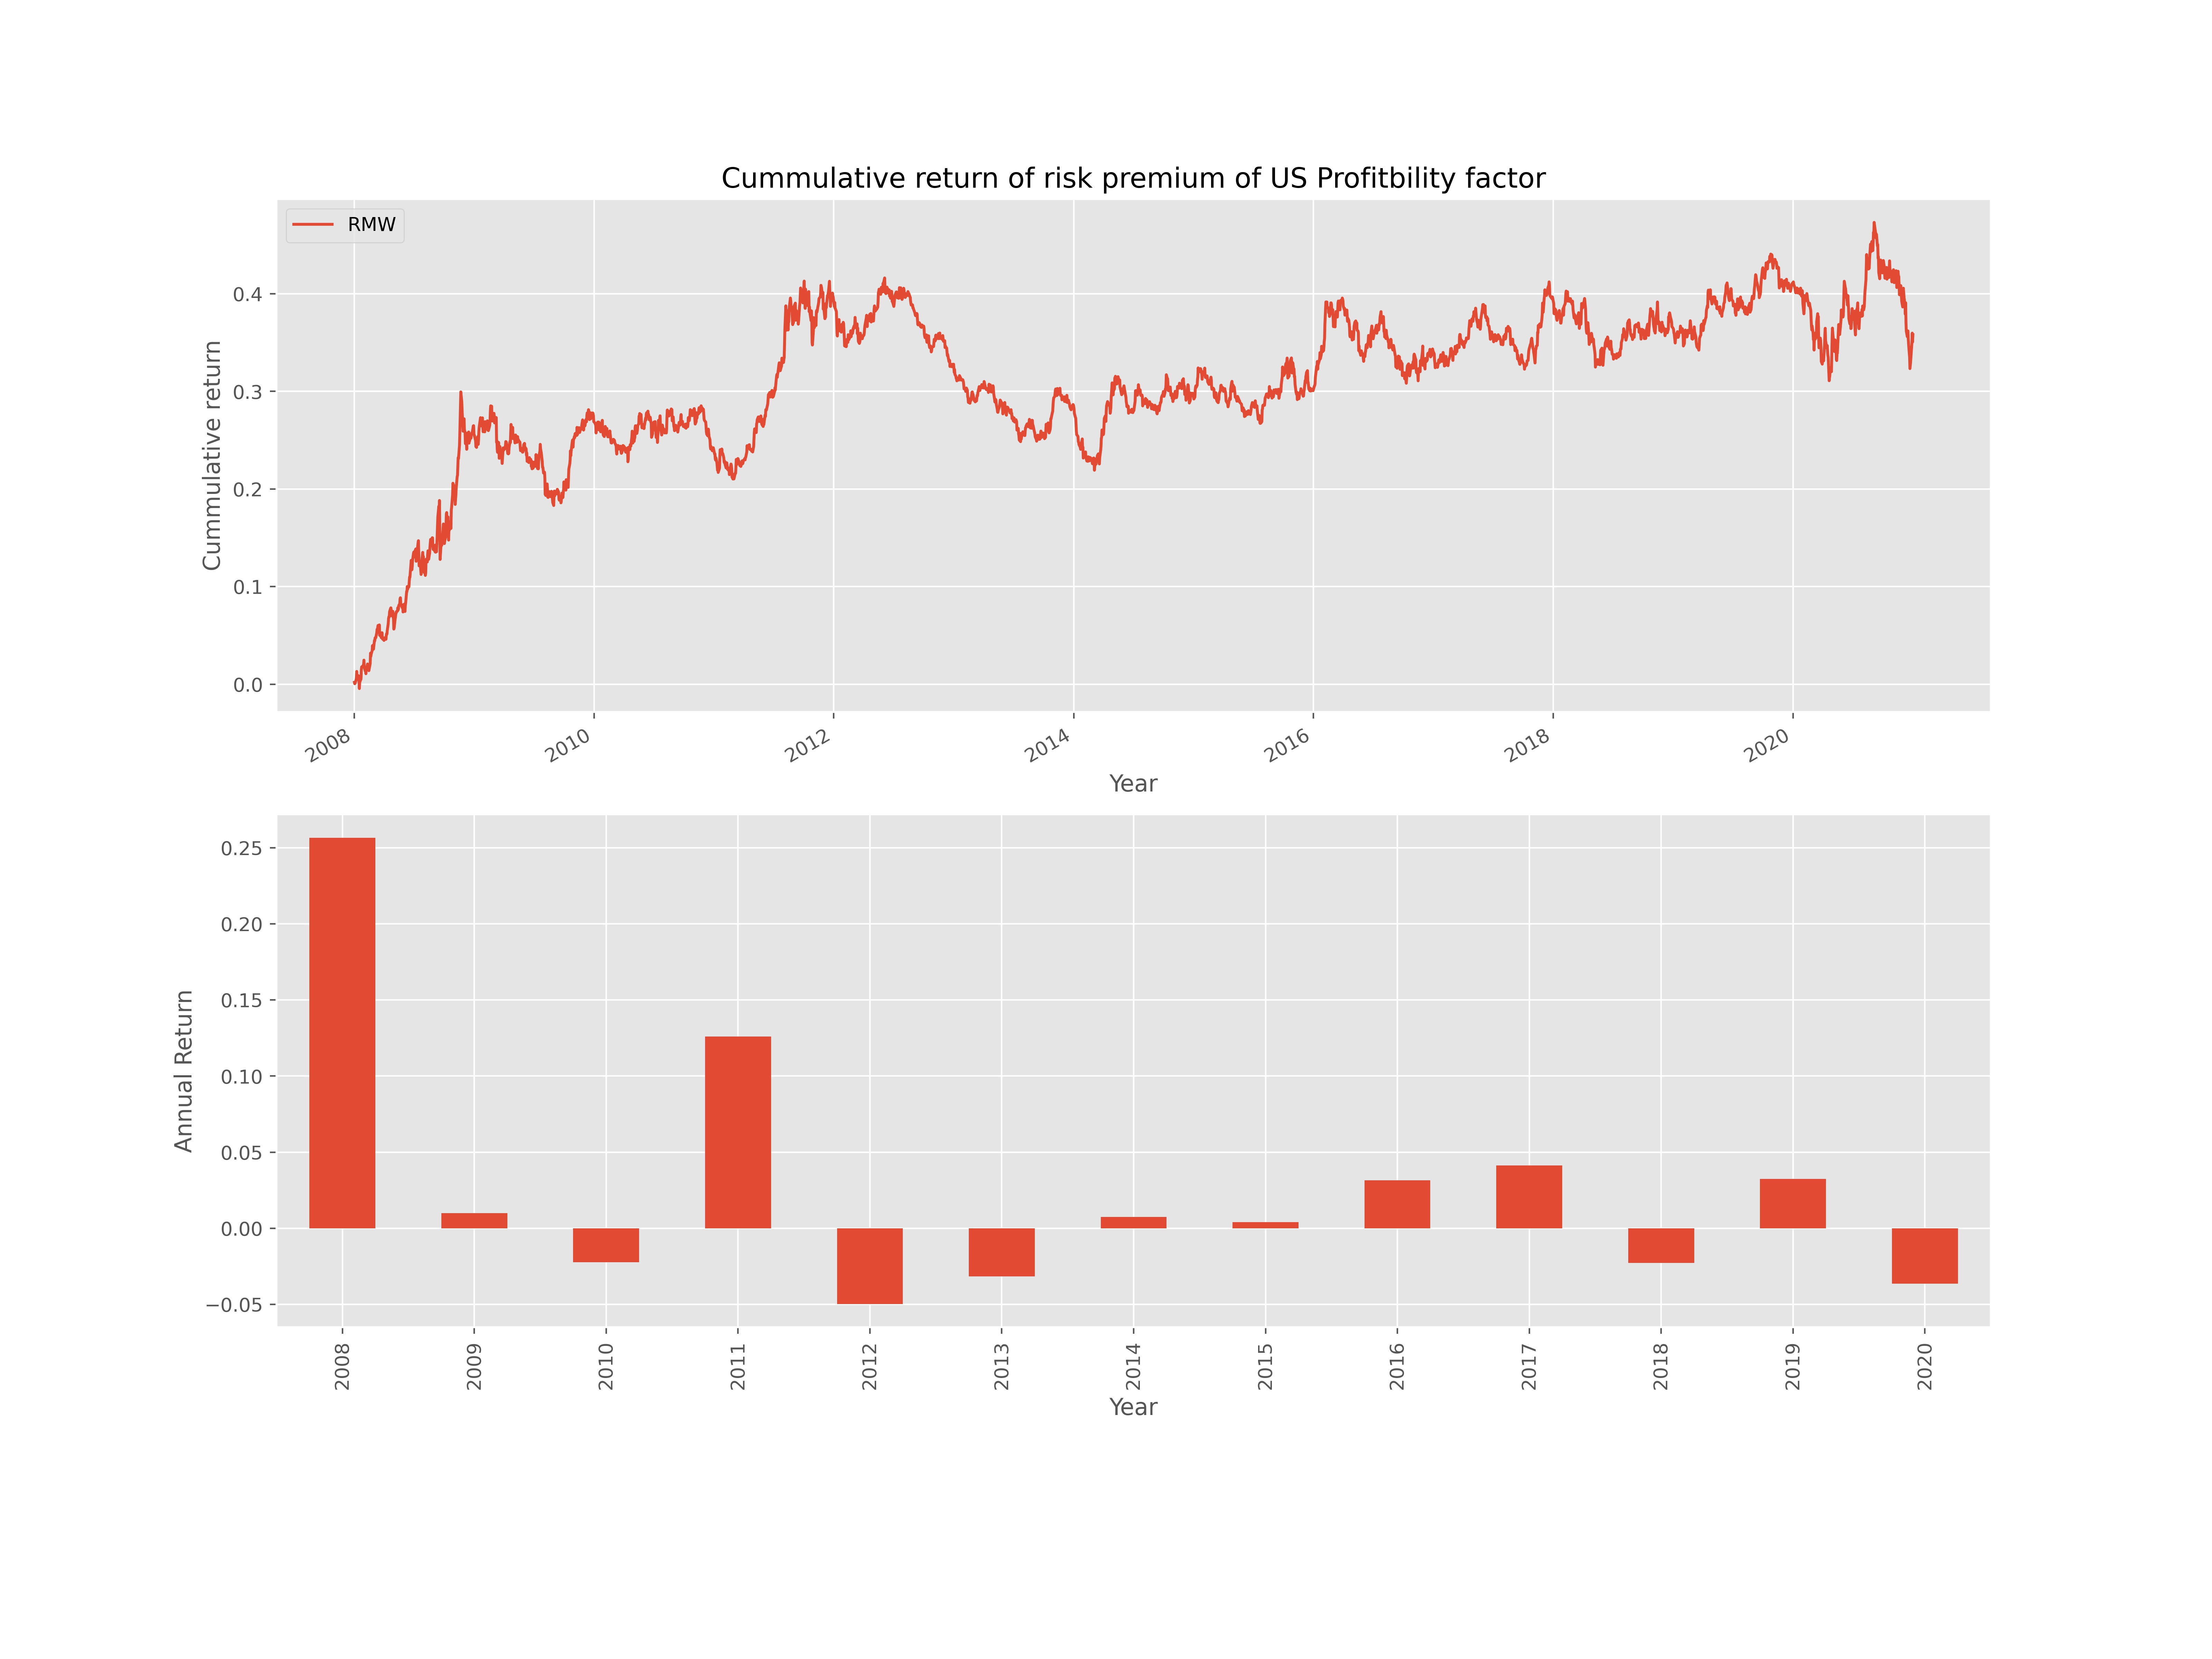 Cummulative return of risk premium of US Profitbility factor
RMW
Cummulative return
0.4
0.3
0.2
0.1
0.0
2008 2010 2012 2014 2016 2018 2020
Year
Annual Return
0.25
0.20
0.15
0.10
0.05
0.00
−0.05
2008 2009 2010 2011 2012 2013 2014 2015 2016 2017 2018 2019 2020
Year